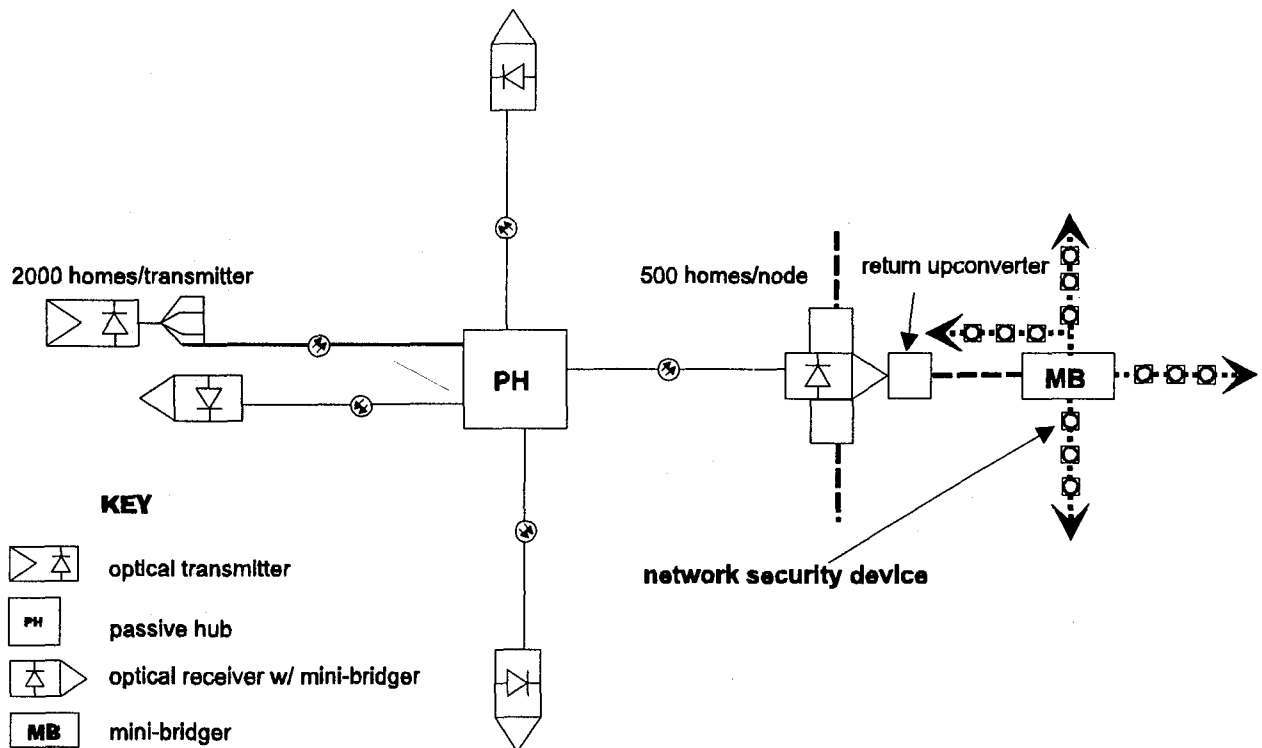 2000 homes/transmitter
500 homes/node
return upconverter
PH
MB
network security device
KEY
optical transmitter
PH
passive hub
optical receiver w/ mini-bridger
MB
mini-bridger